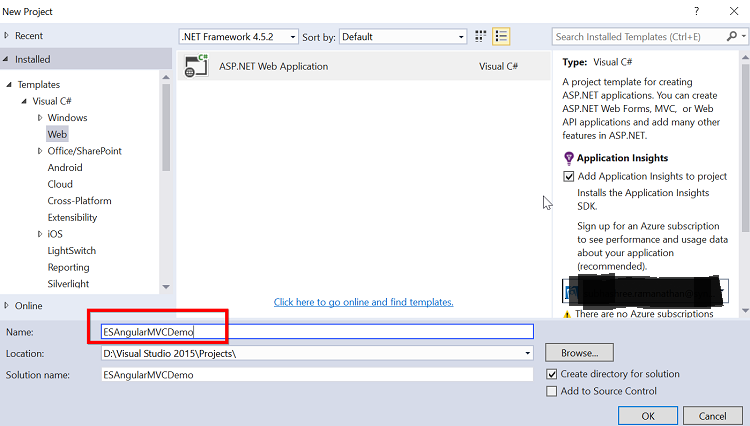 New Project
? ×
Recent
.NET Framework 4.5.2
Sort by:
Default
Search Installed Templates (Ctrl+E)
Installed
Templates
Visual C#
Windows
Web
Office/SharePoint
Android
Cloud
Cross-Platform
Extensibility
iOS
LightSwitch
Reporting
Silverlight
Online
C#
ASP.NET Web Application
Visual C#
Click here to go online and find templates.
Type: Visual C#
A project template for creating
ASP.NET applications. You can create
ASP.NET Web Forms, MVC, or Web
API applications and add many other
features in ASP.NET.
Application Insights
Add Application Insights to project
Installs the Application Insights
SDK.
Sign up for an Azure subscription
to see performance and usage data
about your application
(recommended).
There are no Azure subscriptions
Name:
ESAngularMVCDemo
Location:
D:\Visual Studio 2015\Projects\
Browse...
Solution name:
ESAngularMVCDemo
Create directory for solution
Add to Source Control
OK
Cancel